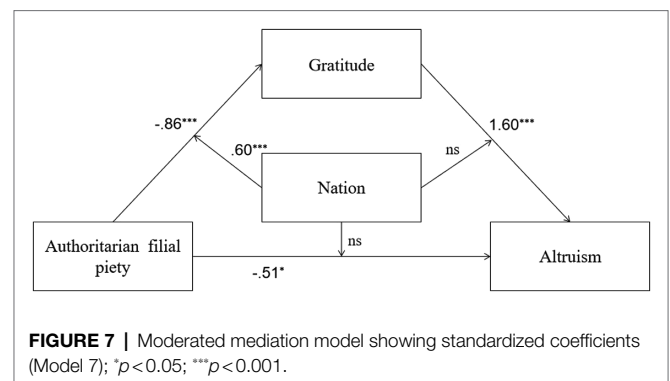 Gratitude
-.86***
1.60***
.60***
ns
Nation
Authoritarian filial
piety
ns
Altruism
-.51*
FIGURE 7 | Moderated mediation model showing standardized coefficients
(Model 7); *p<0.05; ***p<0.001.